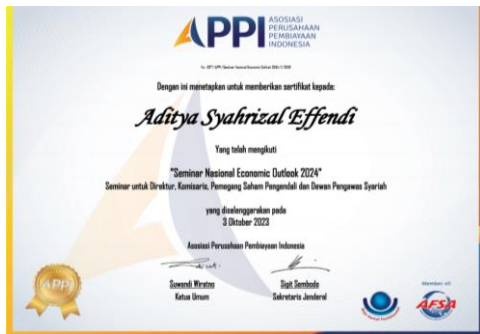 APPI
ASOSIASI
PERUSAHAAN
PEMBIAYAAN
INDONESIA
Dengan ini menetapkan untuk memberikan sertifikat kepada:
Aditya Syahrizal Effendi
Yang telah mengikuti
"Seminar Nasional Economic Outlook 2024"
Seminar untuk Direktur, Komisaris, Pemegang Saham Pengendali dan Dewan Pengawas Syariah
yang diselenggarakan pada
3 Oktober 2023
Asosiasi Perusahaan Pembiayaan Indonesia
Suwandi Wiratno
Ketua Umum
Sigit Sembodo
Sekretaris Jenderal
APPI
Member of:
AFSA